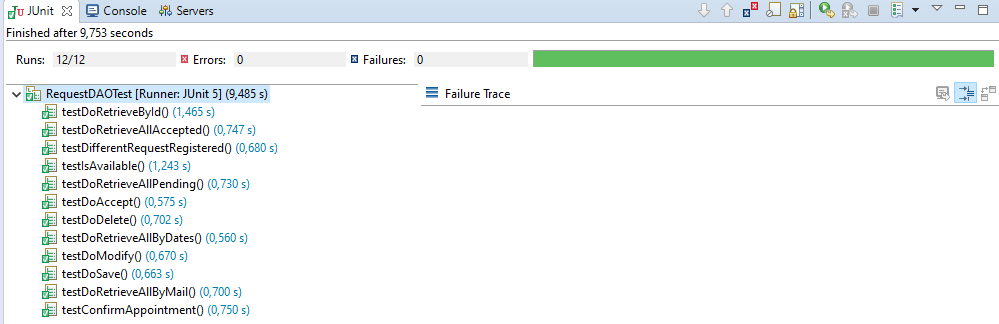 JUnit Console Servers
Finished after 9,753 seconds
Runs: 12/12 Errors: 0 Failures: 0
RequestDAOTest [Runner: JUnit 5] (9,485 s) Failure Trace
testDoRetrieveById() (1,465 s)
testDoRetrieveAllAccepted() (0,747 s)
testDifferentRequestRegistered() (0,680 s)
testIsAvailable() (1,243 s)
testDoRetrieveAllPending() (0,730 s)
testDoAccept() (0,575 s)
testDoDelete() (0,702 s)
testDoRetrieveAllByDates() (0,560 s)
testDoModify() (0,670 s)
testDoSave() (0,663 s)
testDoRetrieveAllByMail() (0,700 s)
testConfirmAppointment() (0,750 s)